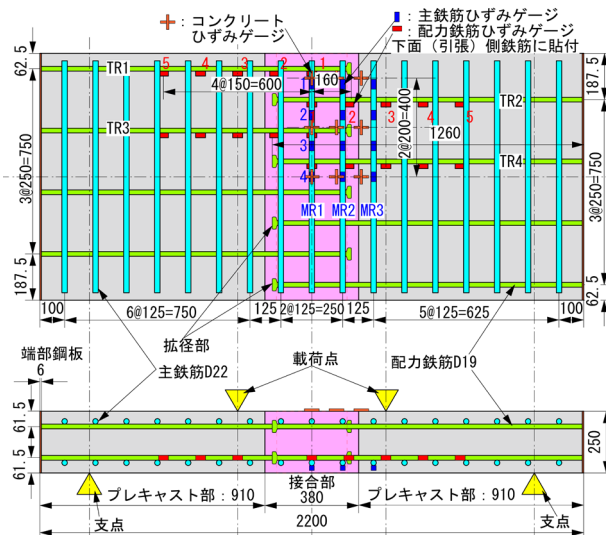 ：コンクリート
ひずみゲージ
：主鉄筋ひずみゲージ
：配力鉄筋ひずみゲージ
下面（引張）側鉄筋に貼付
62.5
187.5
TR1
5
4
3
2
1
160
4@150=600
TR2
2
2
3
4
5
2@200=400
1260
TR3
3
TR4
4
3@250=750
3@250=750
MR1
MR2
MR3
187.5
62.5
100
6@125=750
125
2@125=250
125
5@125=625
100
拡径部
端部鋼板
6
主鉄筋D22
載荷点
配力鉄筋D19
61.5
61.5
250
プレキャスト部：910
接合部
380
プレキャスト部：910
支点
支点
2200